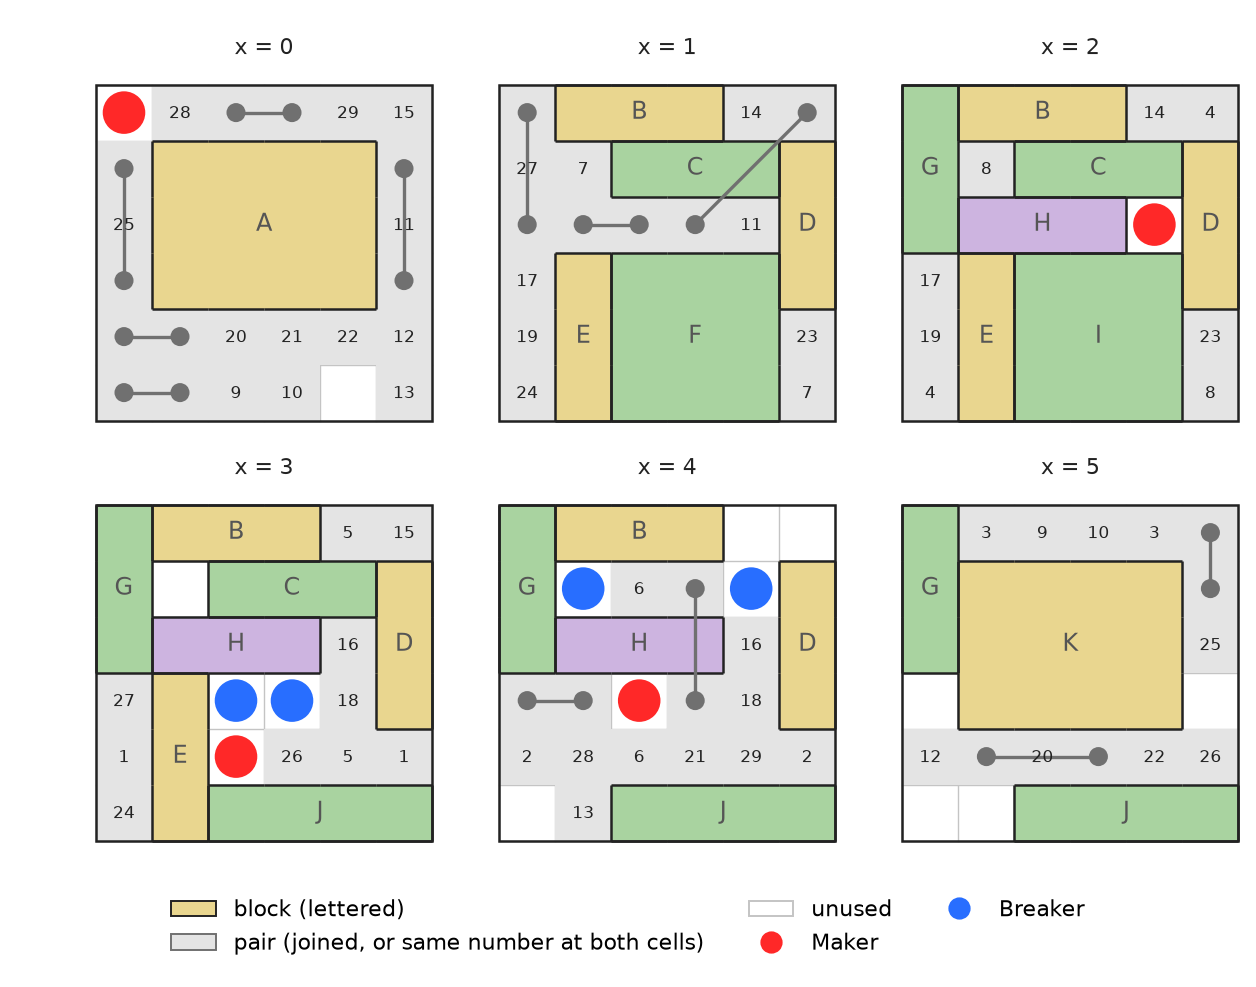 x = 0 x = 1 x = 2
28 29 15 B 14 B 14 4
27 7 C G 8 C
25 A 11 11 D H D
17 17
20 21 22 12 19 E F 23 19 E I 23
9 10 13 24 7 4 8
x = 3 x = 4 x = 5
B 5 15 B 3 9 10 3
G C G 6 G
H 16 D H 16 D K 25
27 18 18
1 E 26 5 1 2 28 6 21 29 2 12 20 22 26
24 J 13 J J
block (lettered) unused Breaker
pair (joined, or same number at both cells) Maker